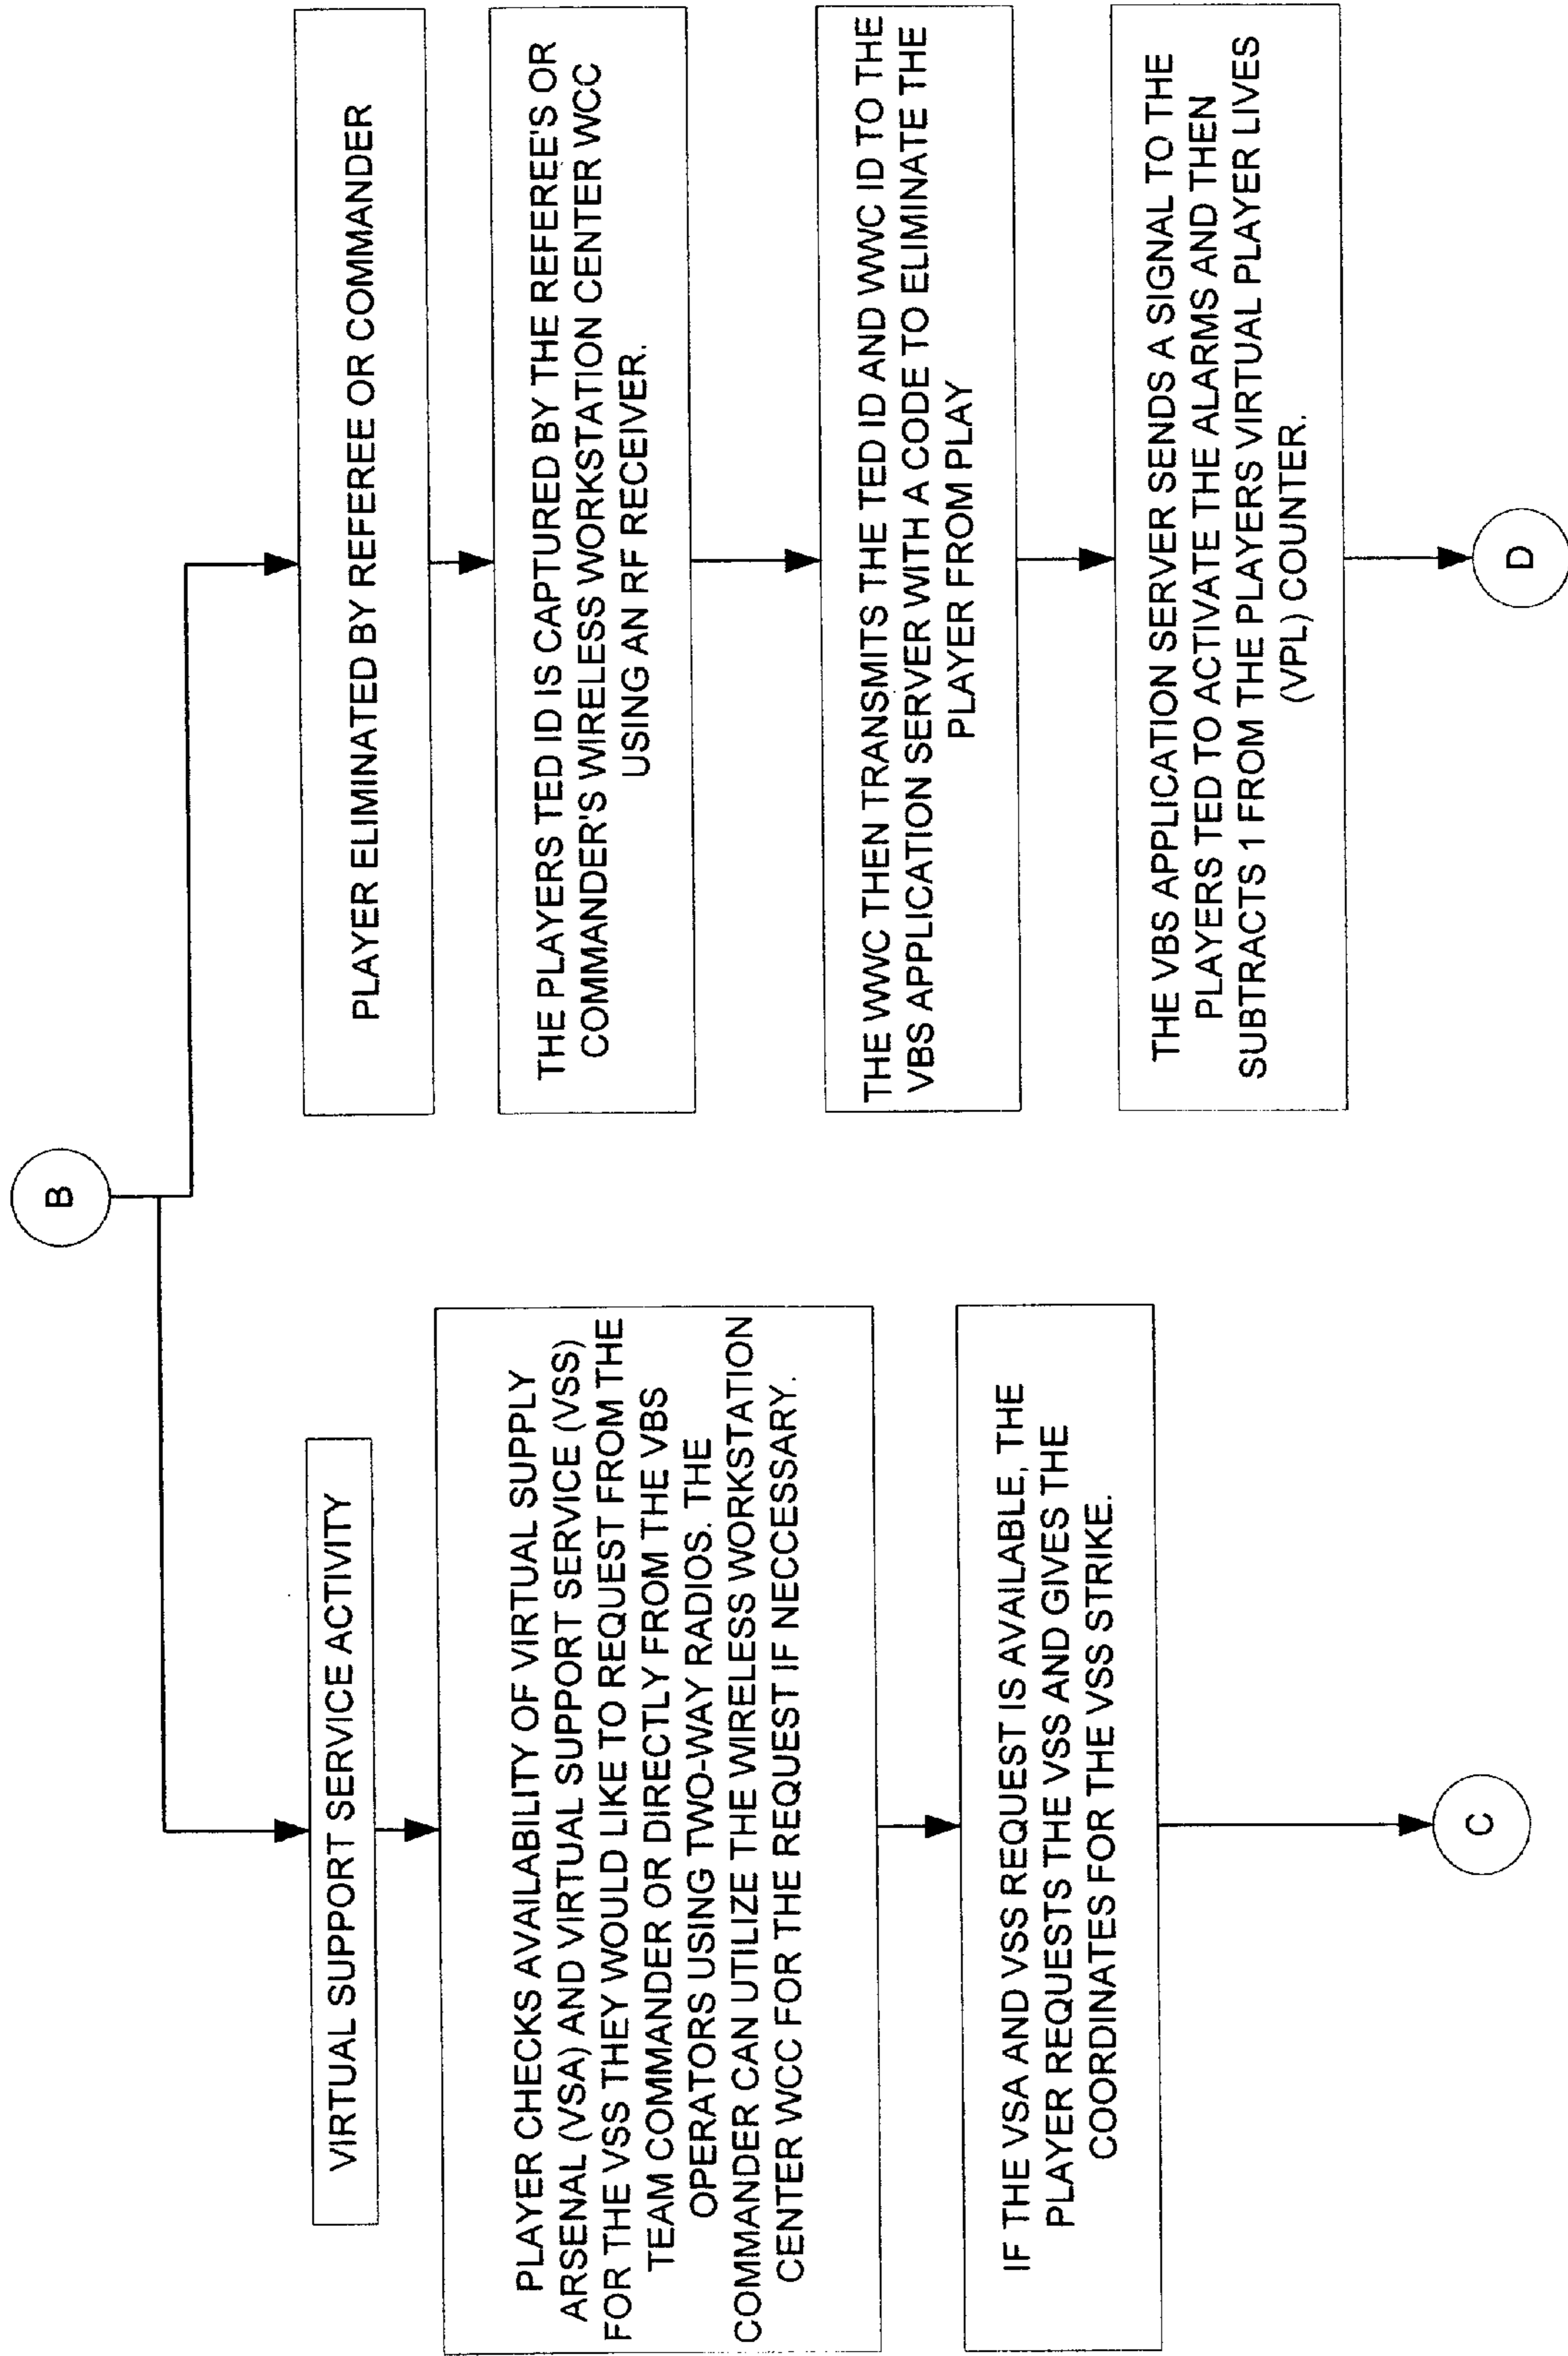 B
VIRTUAL SUPPORT SERVICE ACTIVITY
PLAYER CHECKS AVAILABILITY OF VIRTUAL SUPPLY
ARSENAL (VSA) AND VIRTUAL SUPPORT SERVICE (VSS)
FOR THE VSS THEY WOULD LIKE TO REQUEST FROM THE
TEAM COMMANDER OR DIRECTLY FROM THE VBS
OPERATORS USING TWO-WAY RADIOS. THE
COMMANDER CAN UTILIZE THE WIRELESS WORKSTATION
CENTER WCC FOR THE REQUEST IF NECCESSARY.
IF THE VSA AND VSS REQUEST IS AVAILABLE, THE
PLAYER REQUESTS THE VSS AND GIVES THE
COORDINATES FOR THE VSS STRIKE.
C
PLAYER ELIMINATED BY REFEREE OR COMMANDER
THE PLAYERS TED ID IS CAPTURED BY THE REFEREE'S OR
COMMANDER'S WIRELESS WORKSTATION CENTER WCC
USING AN RF RECEIVER.
THE WWC THEN TRANSMITS THE TED ID AND WWC ID TO THE
VBS APPLICATION SERVER WITH A CODE TO ELIMINATE THE
PLAYER FROM PLAY
THE VBS APPLICATION SERVER SENDS A SIGNAL TO THE
PLAYERS TED TO ACTIVATE THE ALARMS AND THEN
SUBTRACTS 1 FROM THE PLAYERS VIRTUAL PLAYER LIVES
(VPL) COUNTER.
D